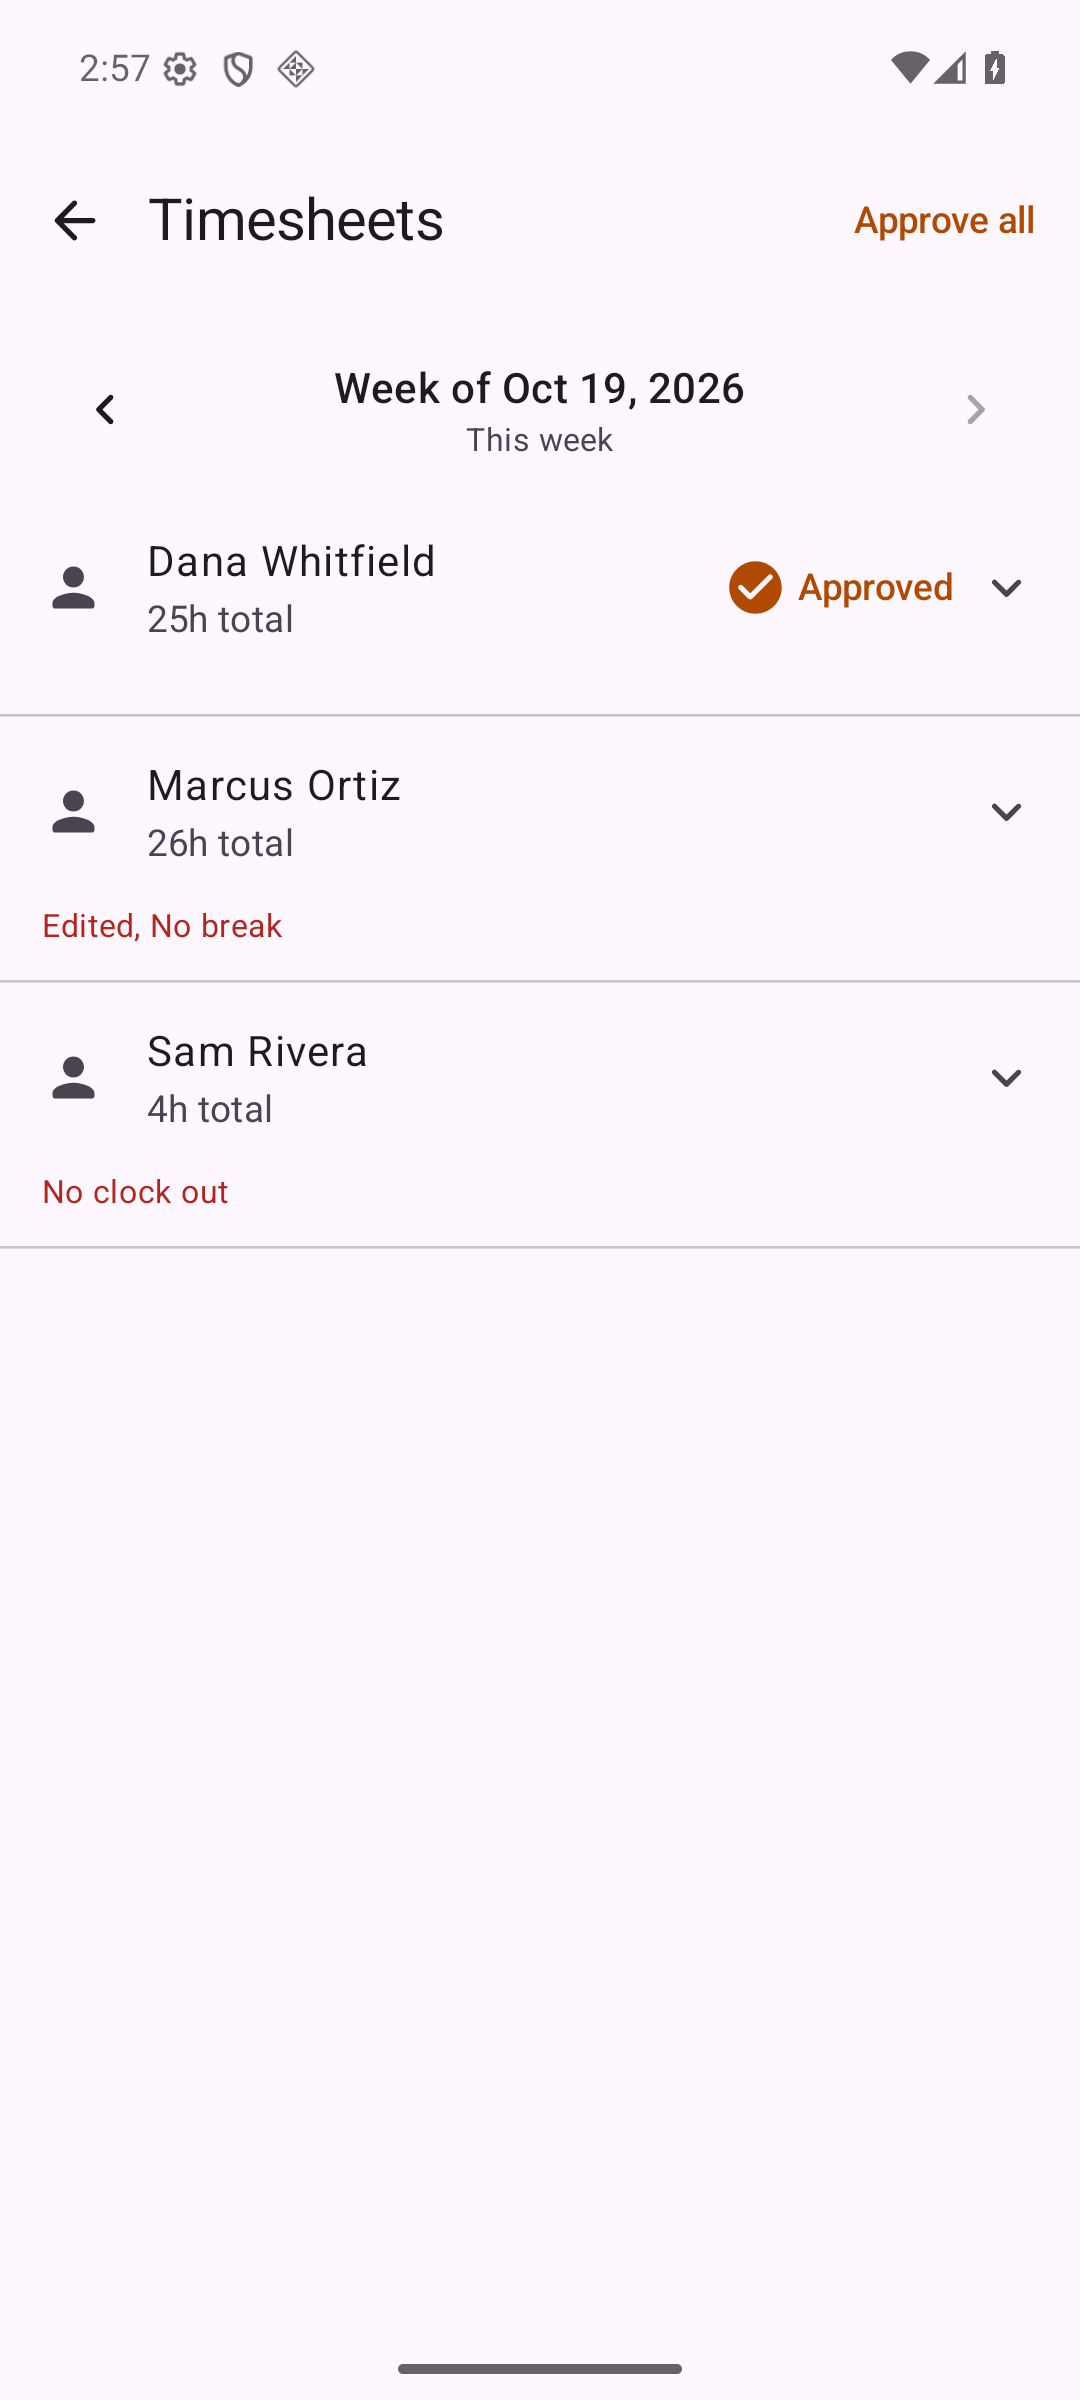 2:57
Timesheets
Approve all
Week of Oct 19, 2026
This week
Dana Whitfield
25h total
Approved
Marcus Ortiz
26h total
Edited, No break
Sam Rivera
4h total
No clock out